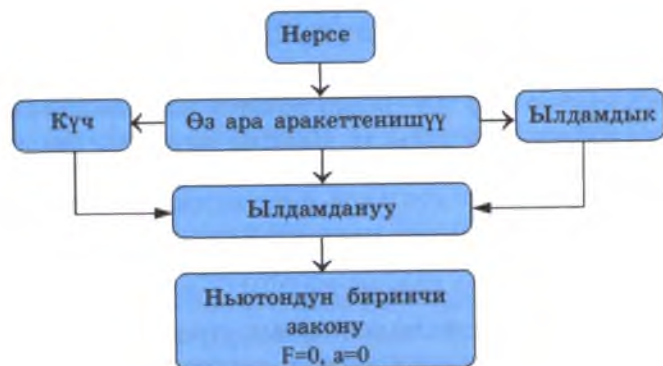 Нерсе
Күч
Өз ара аракеттенишүү
Ылдамдык
Ылдамдануу
Ньютондун биринчи
закону
F=0, a=0